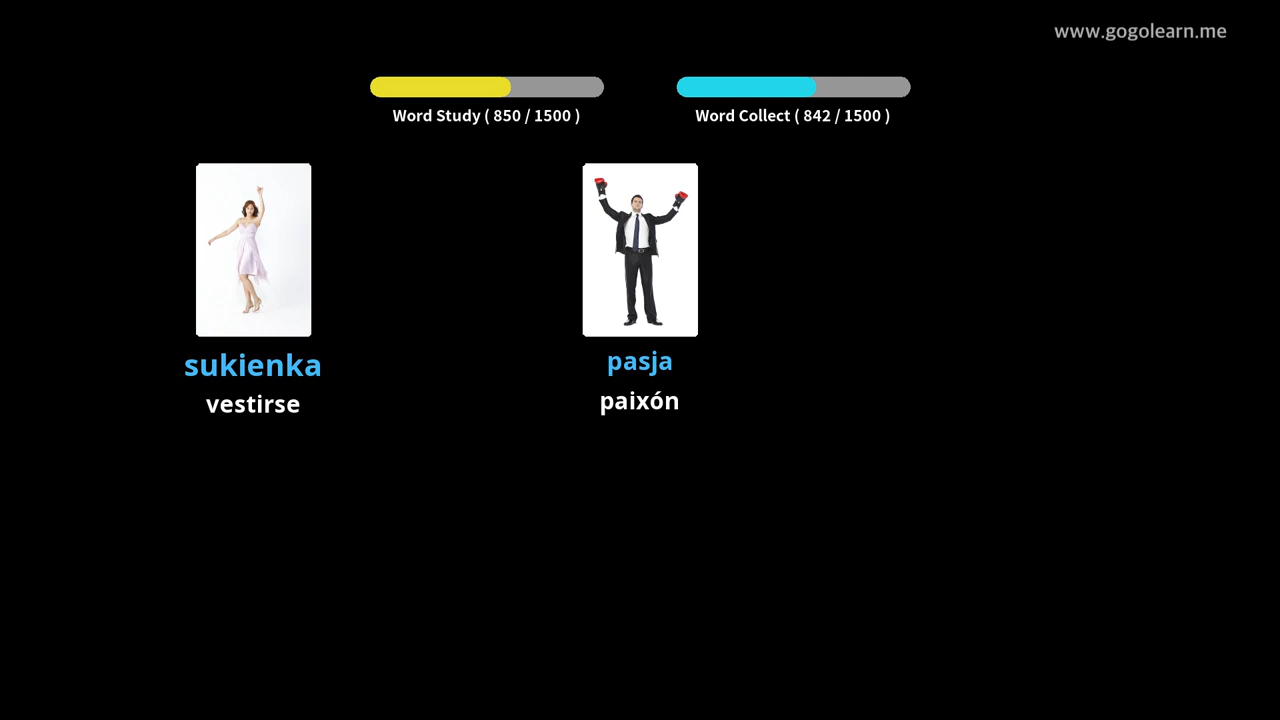 www.gogolearn.me
Word Study ( 850 / 1500 )
Word Collect ( 842 / 1500 )
sukienka
vestirse
pasja
paixón